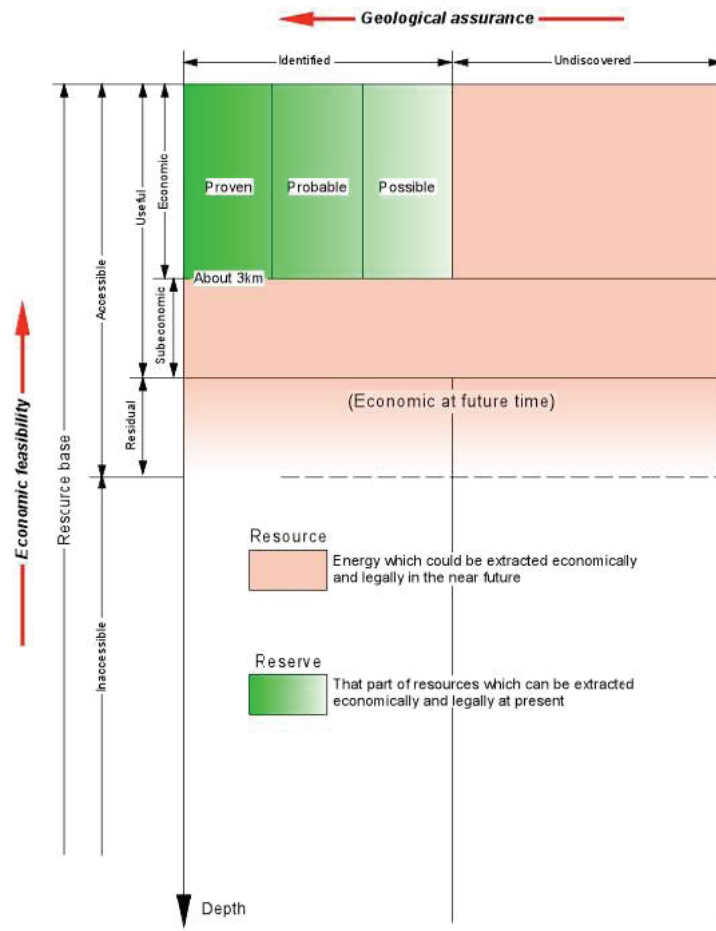 Geological assurance
Identified
Undiscovered
Economic feasibility
Rescurce base
Accessible
Inaccessible
Useful
Residual
Economic
Subeconomic
Proven
Probable
Possible
About 3km
(Economic at future time)
Resource
Energy which could be extracted economically
and legally in the near future
Reserve
That part of resources which can be extracted
economically and legally at present
Depth